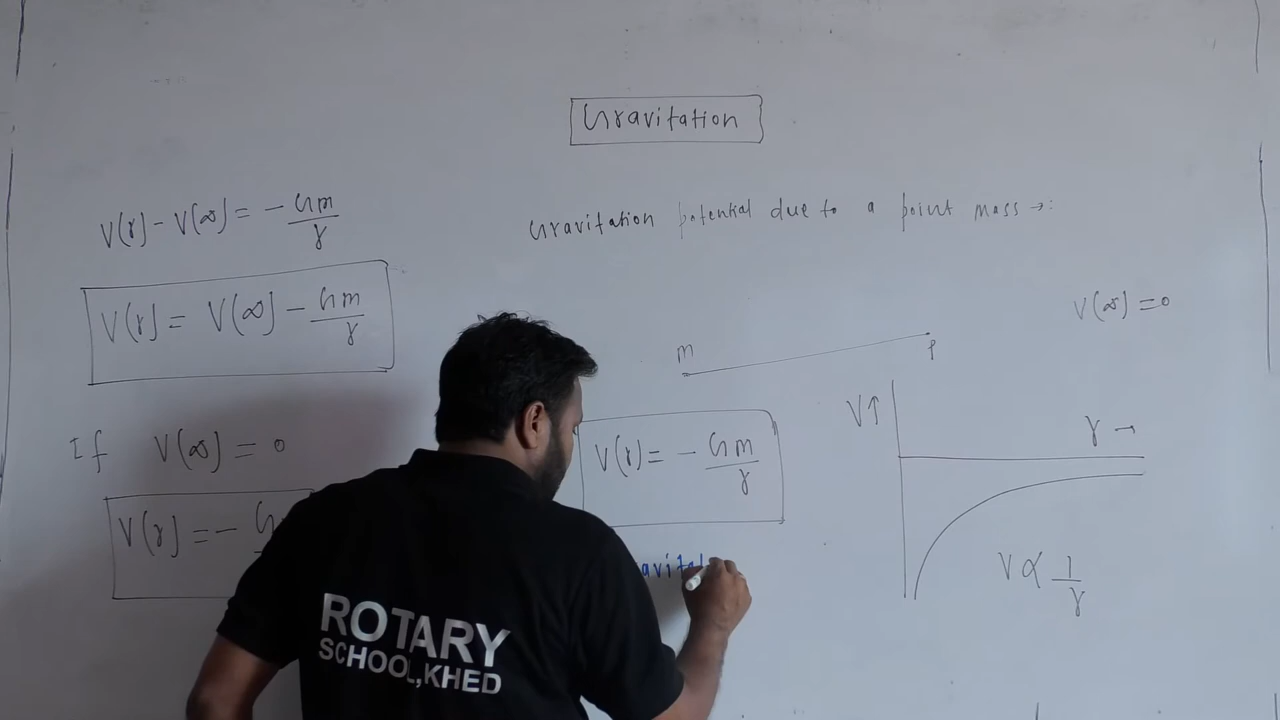 Gravitation
V(r) - V(∞) = - Gm/r
V(r) = V(∞) - Gm/r
If V(∞) = 0
V(r) = - G
Gravitation potential due to a point mass →:
V(∞) = 0
m
P
V(r) = - Gm/r
V↑
r →
V ∝ 1/r
ROTARY
SCHOOL,KHED